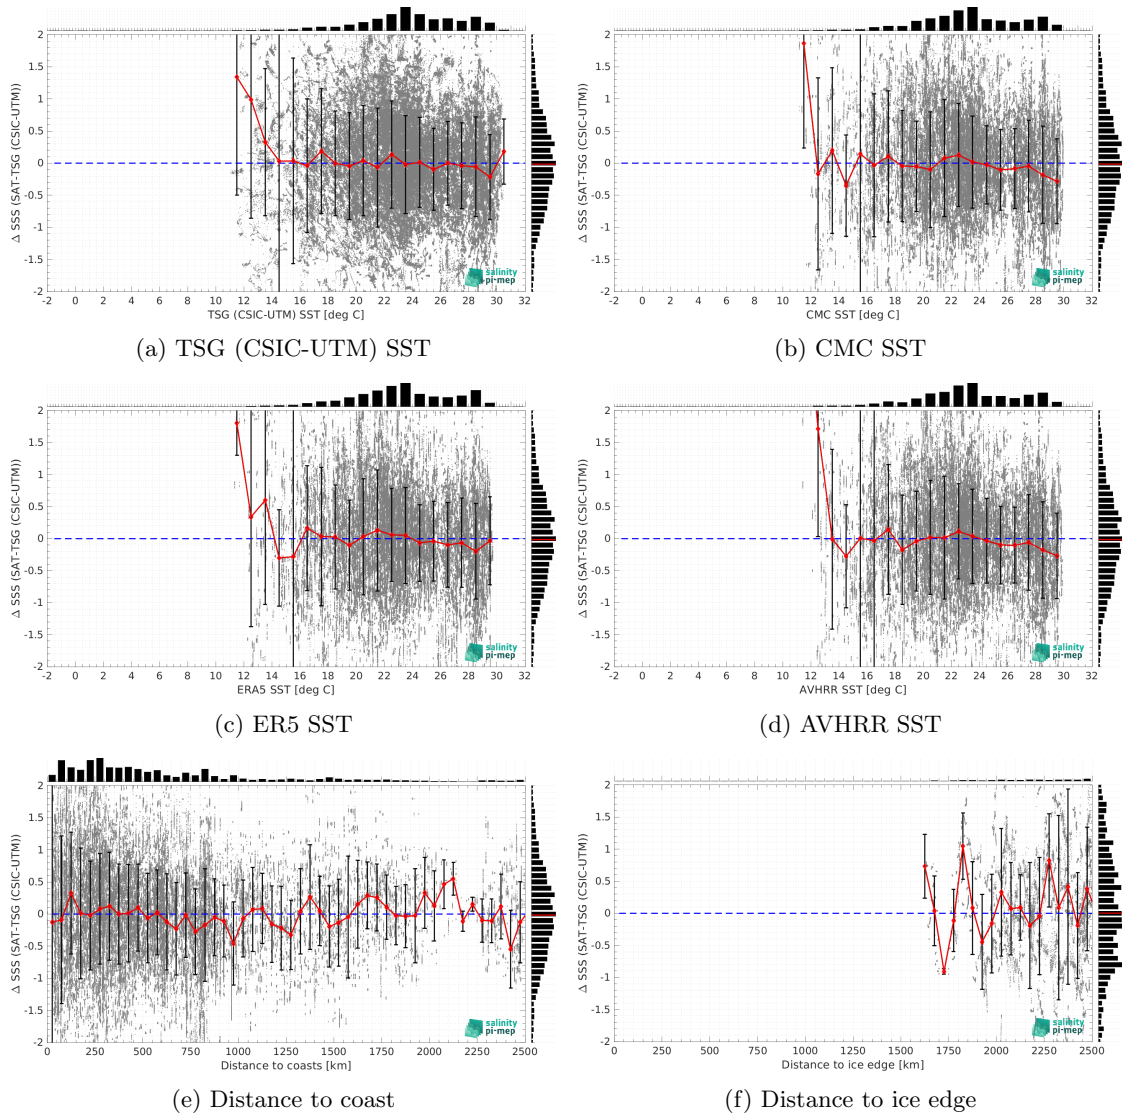 2
1.5
1
0.5
0
-0.5
-1
-1.5
-2
Δ SSS (SAT-TSG (CSIC-UTM))
-2 0 2 4 6 8 10 12 14 16 18 20 22 24 26 28 30 32
TSG (CSIC-UTM) SST [deg C]
salinity
pi-mep
(a) TSG (CSIC-UTM) SST
2
1.5
1
0.5
0
-0.5
-1
-1.5
-2
Δ SSS (SAT-TSG (CSIC-UTM))
-2 0 2 4 6 8 10 12 14 16 18 20 22 24 26 28 30 32
CMC SST [deg C]
salinity
pi-mep
(b) CMC SST
2
1.5
1
0.5
0
-0.5
-1
-1.5
-2
Δ SSS (SAT-TSG (CSIC-UTM))
-2 0 2 4 6 8 10 12 14 16 18 20 22 24 26 28 30 32
ERA5 SST [deg C]
salinity
pi-mep
(c) ER5 SST
2
1.5
1
0.5
0
-0.5
-1
-1.5
-2
Δ SSS (SAT-TSG (CSIC-UTM))
-2 0 2 4 6 8 10 12 14 16 18 20 22 24 26 28 30 32
AVHRR SST [deg C]
salinity
pi-mep
(d) AVHRR SST
2
1.5
1
0.5
0
-0.5
-1
-1.5
-2
Δ SSS (SAT-TSG (CSIC-UTM))
0 250 500 750 1000 1250 1500 1750 2000 2250 2500
Distance to coasts [km]
salinity
pi-mep
(e) Distance to coast
2
1.5
1
0.5
0
-0.5
-1
-1.5
-2
Δ SSS (SAT-TSG (CSIC-UTM))
0 250 500 750 1000 1250 1500 1750 2000 2250 2500
Distance to ice edge [km]
salinity
pi-mep
(f) Distance to ice edge